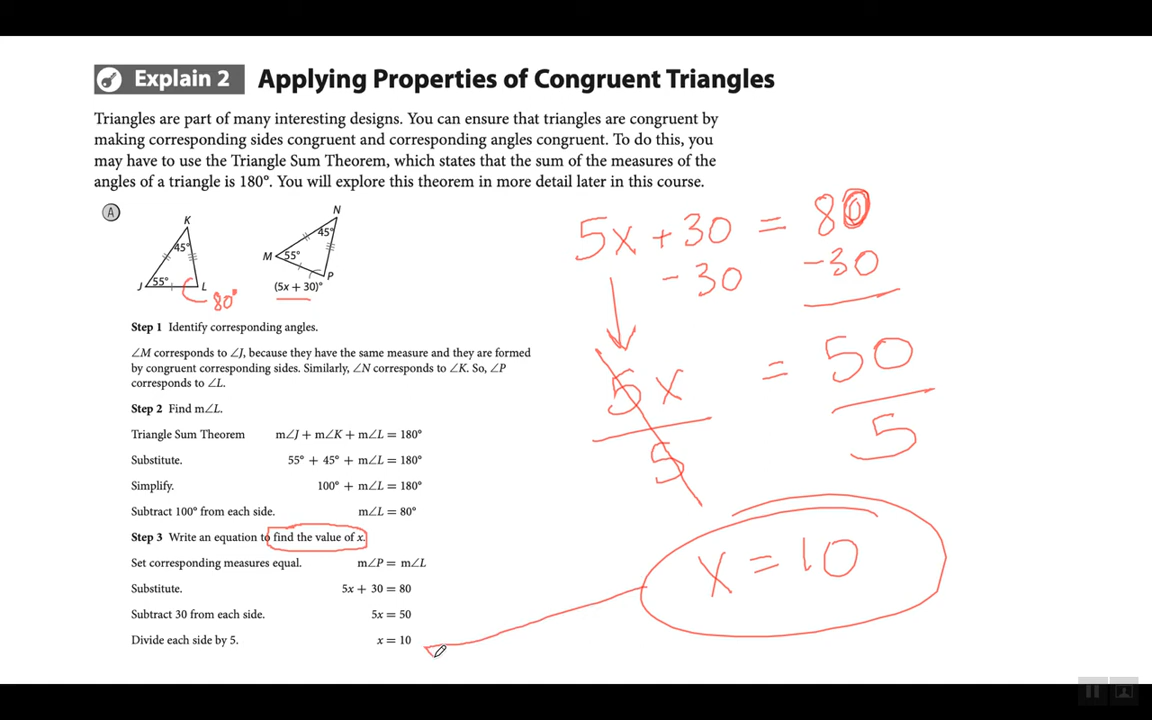 Explain 2 Applying Properties of Congruent Triangles
Triangles are part of many interesting designs. You can ensure that triangles are congruent by
making corresponding sides congruent and corresponding angles congruent. To do this, you
may have to use the Triangle Sum Theorem, which states that the sum of the measures of the
angles of a triangle is 180°. You will explore this theorem in more detail later in this course.
A
K
45°
55°
J
L
80°
N
45°
M
55°
P
(5x + 30)°
Step 1 Identify corresponding angles.
∠M corresponds to ∠J, because they have the same measure and they are formed
by congruent corresponding sides. Similarly, ∠N corresponds to ∠K. So, ∠P
corresponds to ∠L.
Step 2 Find m∠L.
Triangle Sum Theorem m∠J + m∠K + m∠L = 180°
Substitute. 55° + 45° + m∠L = 180°
Simplify. 100° + m∠L = 180°
Subtract 100° from each side. m∠L = 80°
Step 3 Write an equation to find the value of x.
Set corresponding measures equal. m∠P = m∠L
Substitute. 5x + 30 = 80
Subtract 30 from each side. 5x = 50
Divide each side by 5. x = 10
5x + 30 = 80
- 30 - 30
5x = 50
5 5
x = 10